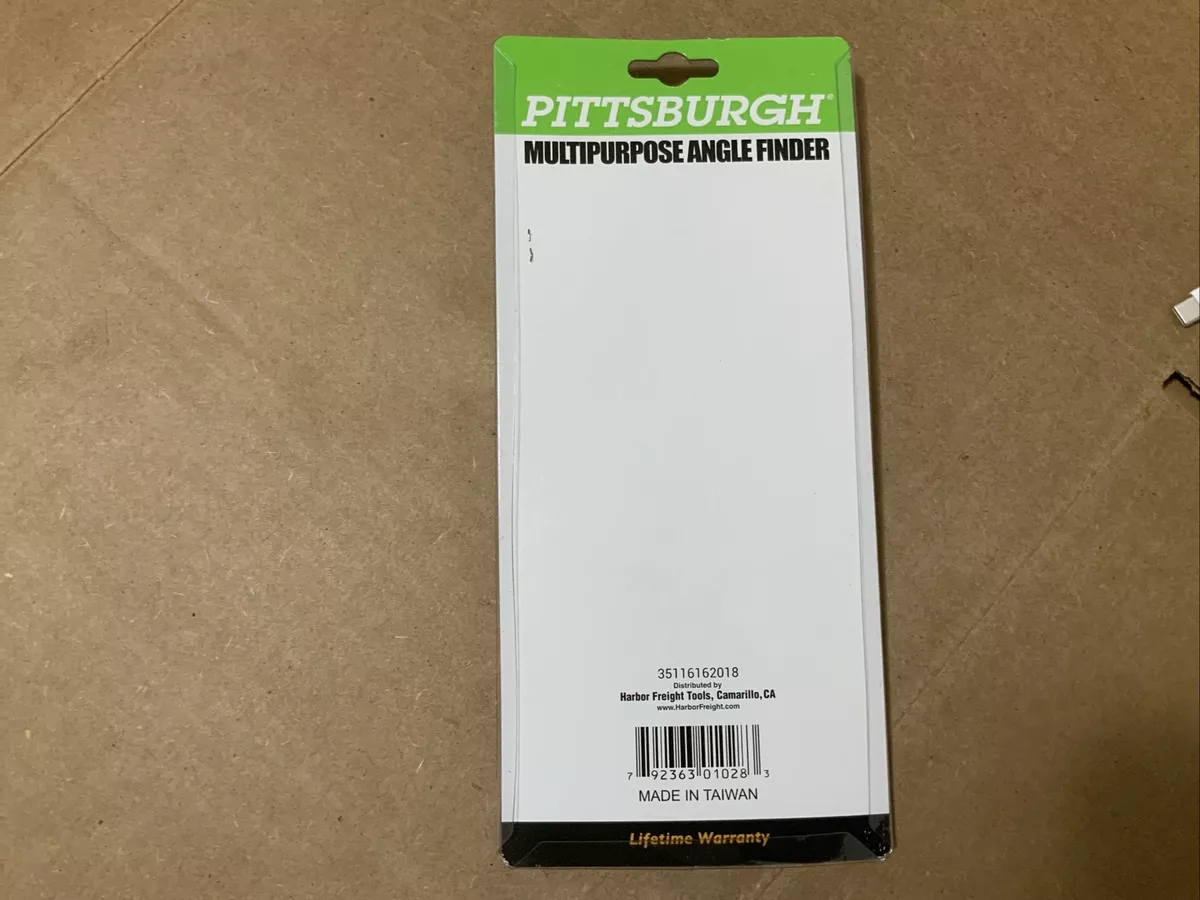 PITTSBURGH®
MULTIPURPOSE ANGLE FINDER
35116162018
Distributed by
Harbor Freight Tools, Camarillo, CA
www.HarborFreight.com
7 92363 01028 3
MADE IN TAIWAN
Lifetime Warranty